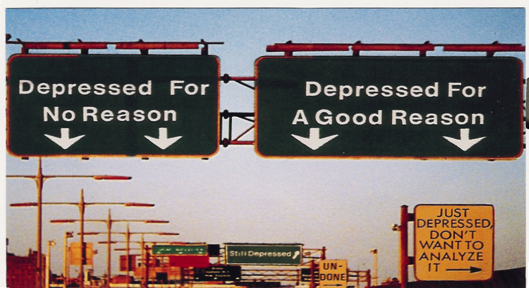 Depressed For
No Reason
Depressed For
A Good Reason
JUST
DEPRESSED,
DON'T
WANT TO
ANALYZE
IT
Still Depressed
UN-
DONE